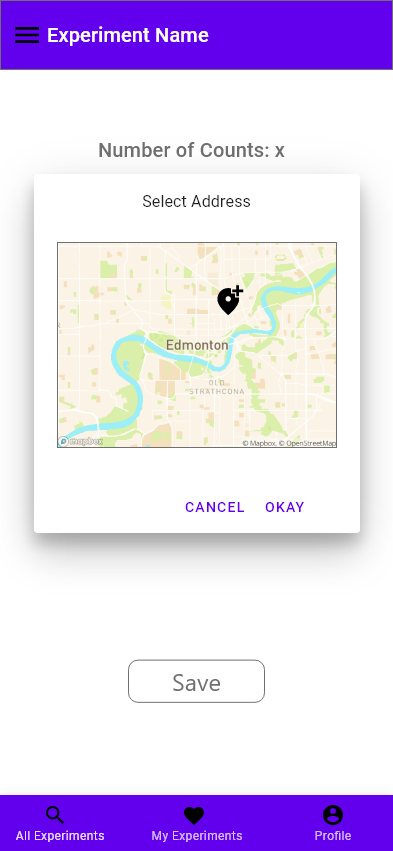 Experiment Name
Number of Counts: x
Select Address
Edmonton
OLD
STRATHCONA
mapbox
© Mapbox, © OpenStreetMap
CANCEL OKAY
Save
All Experiments My Experiments Profile